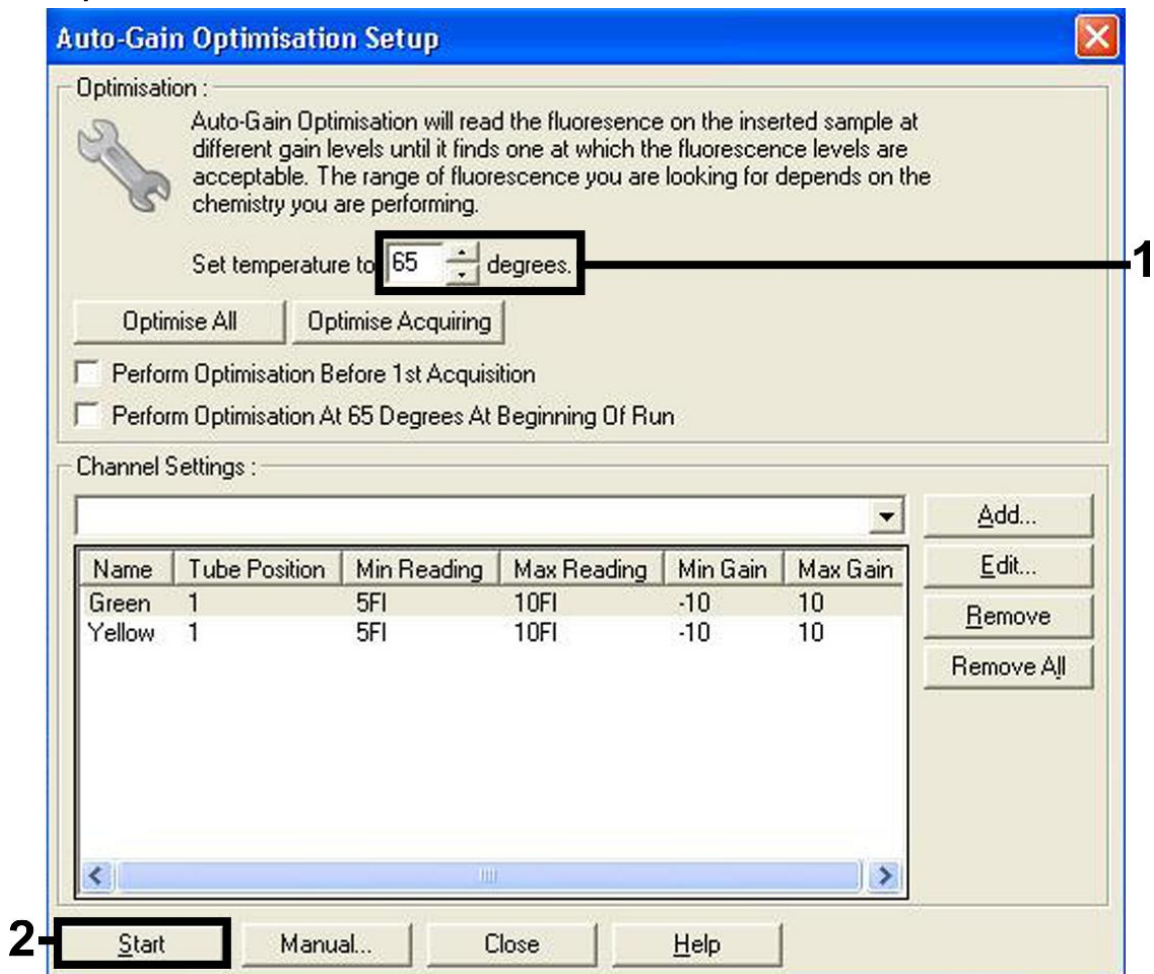 Auto-Gain Optimisation Setup
Optimisation :
Auto-Gain Optimisation will read the fluoresence on the inserted sample at
different gain levels until it finds one at which the fluorescence levels are
acceptable. The range of fluorescence you are looking for depends on the
chemistry you are performing.
Set temperature to 65 degrees.
1
Optimise All Optimise Acquiring
Perform Optimisation Before 1st Acquisition
Perform Optimisation At 65 Degrees At Beginning Of Run
Channel Settings :
Add...
Name Tube Position Min Reading Max Reading Min Gain Max Gain
Edit...
Green 1 5Fl 10Fl -10 10
Remove
Yellow 1 5Fl 10Fl -10 10
Remove All
2
Start Manual... Close Help